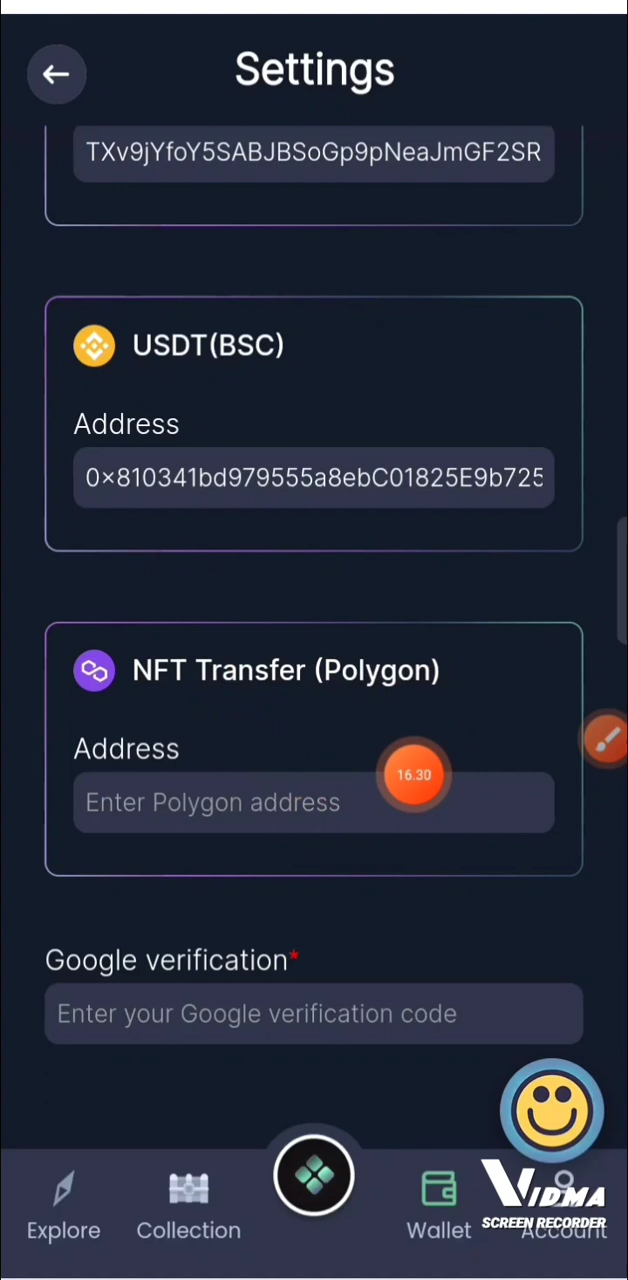 Settings
TXv9jYfoY5SABJBSoGp9pNeaJmGF2SR
USDT(BSC)
Address
0x810341bd979555a8ebC01825E9b725
NFT Transfer (Polygon)
Address
16.30
Enter Polygon address
Google verification*
Enter your Google verification code
Explore
Collection
Wallet
Account
VIDMA
SCREEN RECORDER